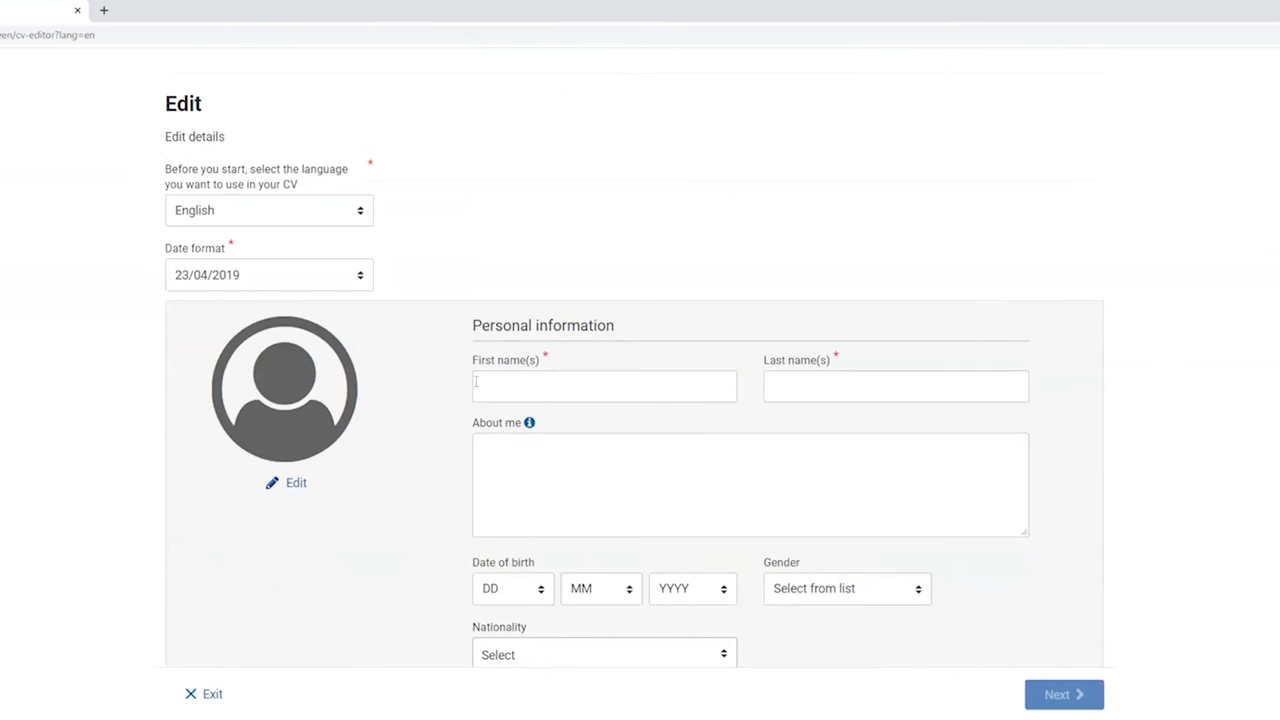 een/cv-editor?lang=en
Edit
Edit details
Before you start, select the language *
you want to use in your CV
English
Date format *
23/04/2019
Personal information
First name(s) * Last name(s) *
About me
Edit
Date of birth Gender
DD MM YYYY Select from list
Nationality
Select
Exit Next